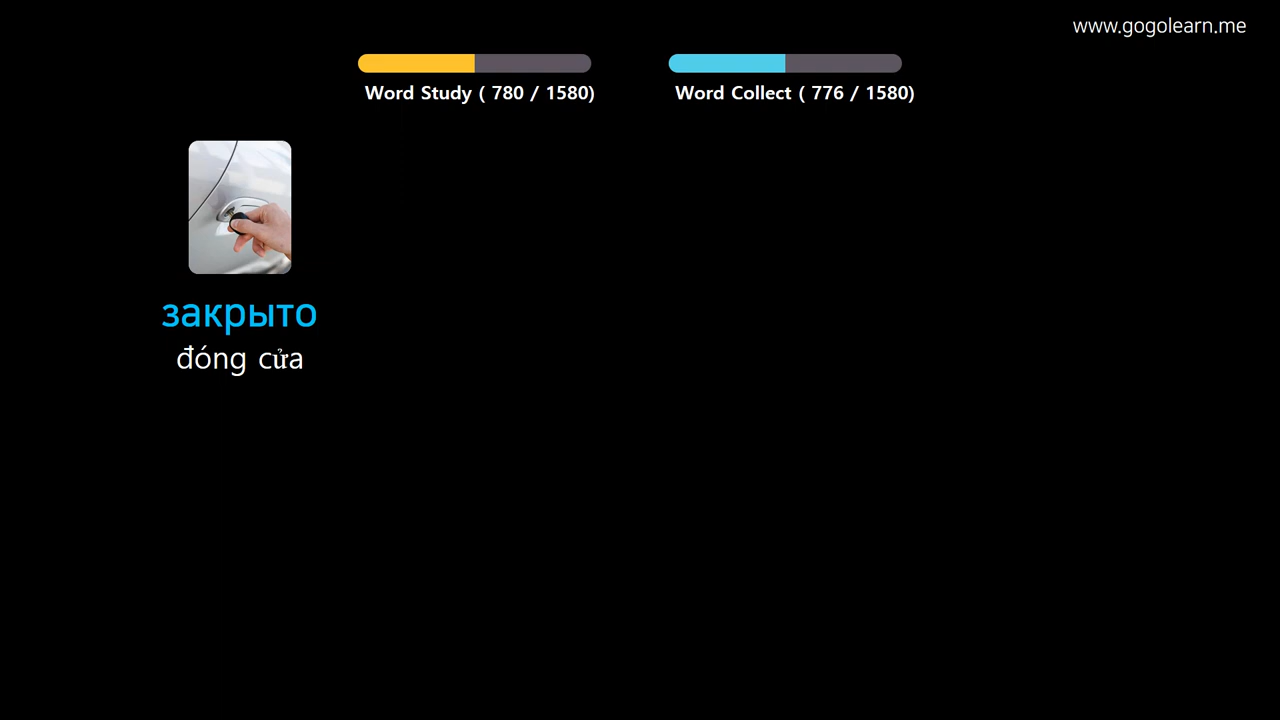 www.gogolearn.me
Word Study ( 780 / 1580)
Word Collect ( 776 / 1580)
закрыто
đóng cửa